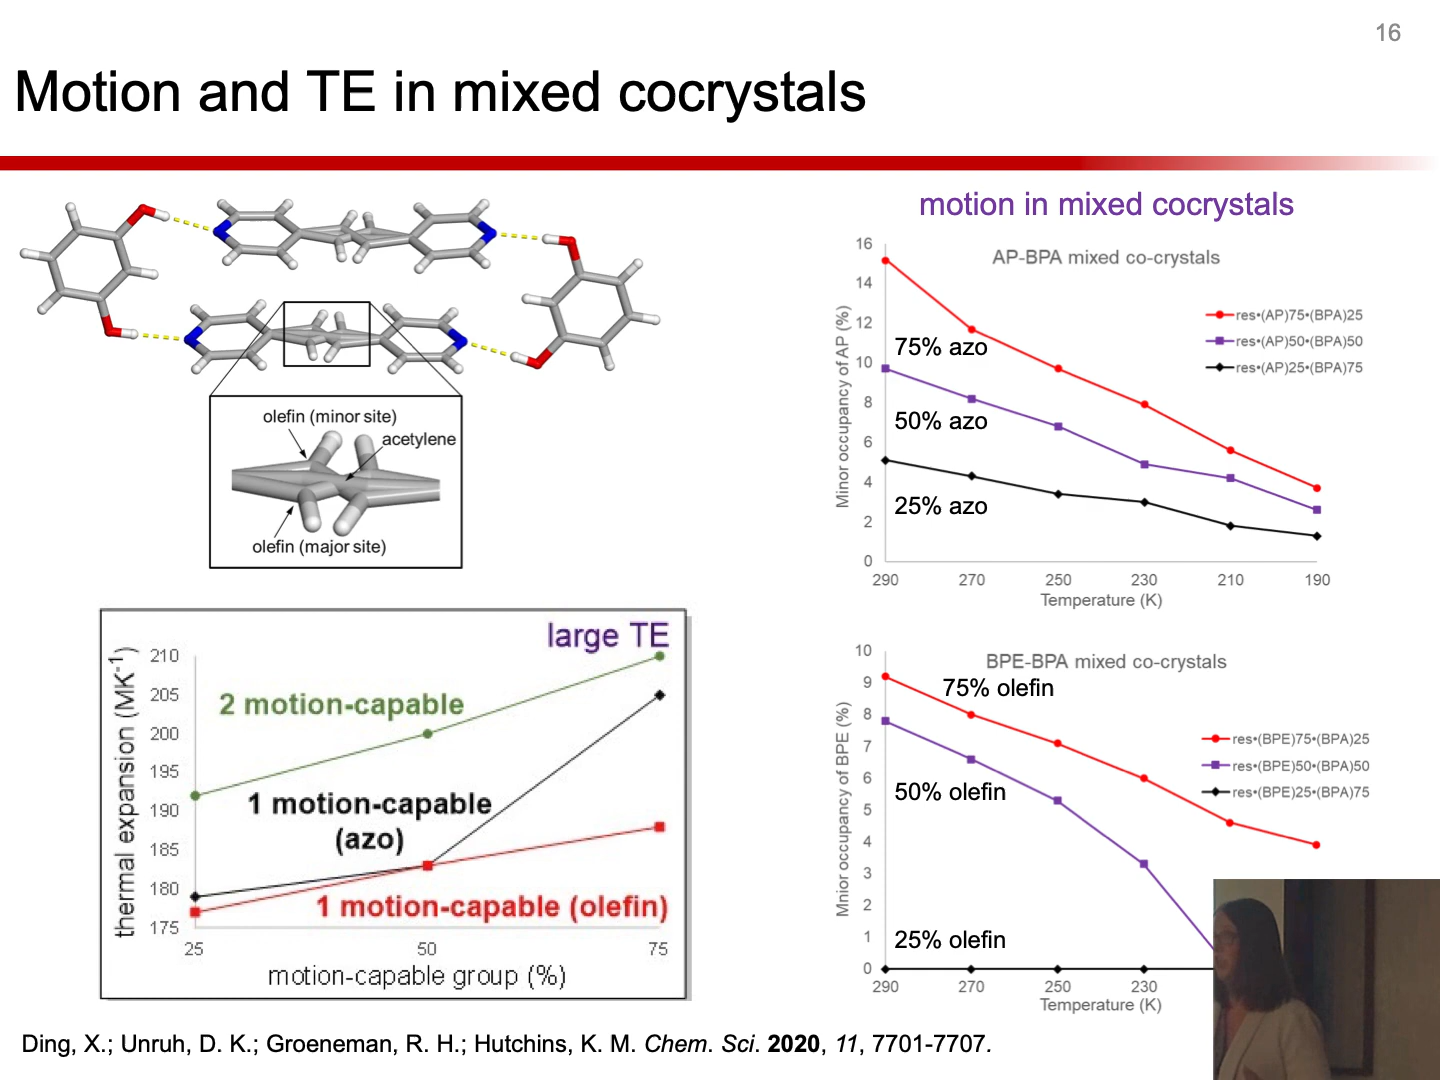 16
Motion and TE in mixed cocrystals
olefin (minor site)
acetylene
olefin (major site)
large TE
2 motion-capable
1 motion-capable
(azo)
1 motion-capable (olefin)
thermal expansion (MK-1)
210
205
200
195
190
185
180
175
25 50 75
motion-capable group (%)
motion in mixed cocrystals
AP-BPA mixed co-crystals
Minor occupancy of AP (%)
16
14
12
10
8
6
4
2
0
75% azo
50% azo
25% azo
res•(AP)75•(BPA)25
res•(AP)50•(BPA)50
res•(AP)25•(BPA)75
290 270 250 230 210 190
Temperature (K)
BPE-BPA mixed co-crystals
Mnior occupancy of BPE (%)
10
9
8
7
6
5
4
3
2
1
0
75% olefin
50% olefin
25% olefin
res•(BPE)75•(BPA)25
res•(BPE)50•(BPA)50
res•(BPE)25•(BPA)75
290 270 250 230
Temperature (K)
Ding, X.; Unruh, D. K.; Groeneman, R. H.; Hutchins, K. M. Chem. Sci. 2020, 11, 7701-7707.